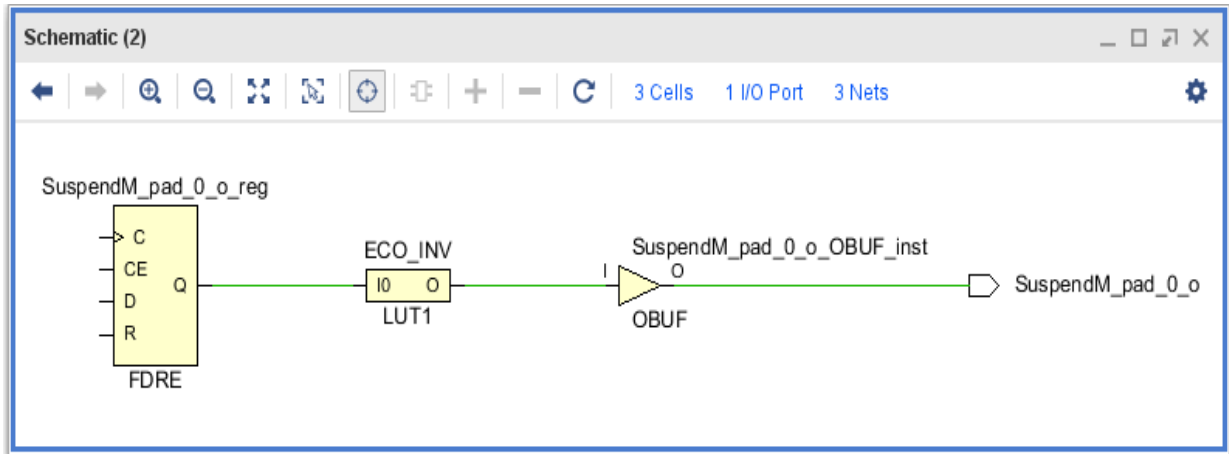 Schematic (2)
3 Cells 1 I/O Port 3 Nets
SuspendM_pad_0_o_reg
C
CE
D
R
Q
FDRE
ECO_INV
I0 O
LUT1
SuspendM_pad_0_o_OBUF_inst
I O
OBUF
SuspendM_pad_0_o